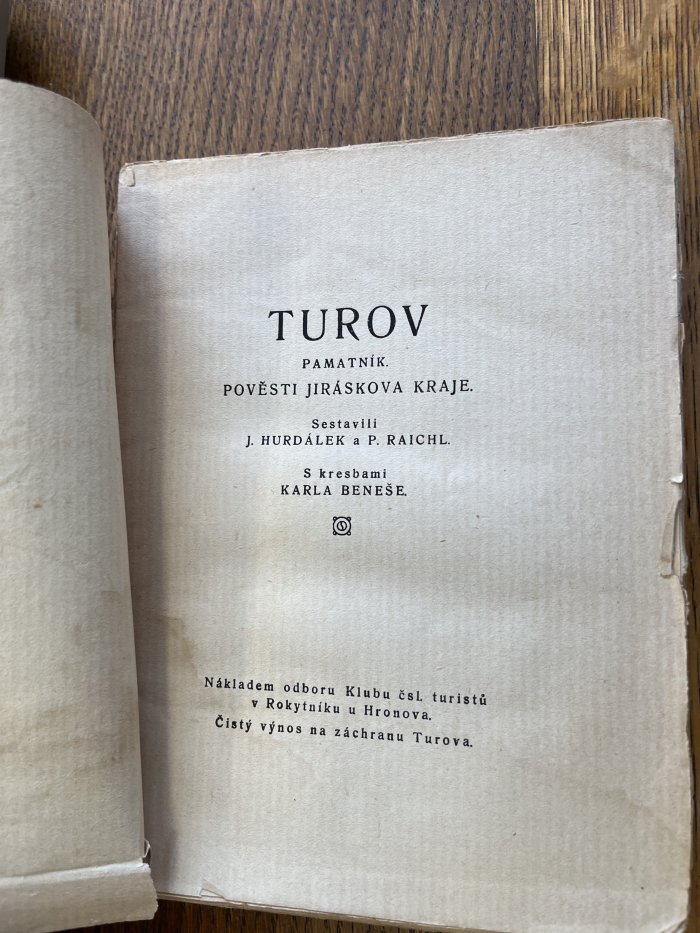 TUROV
PAMATNÍK.
POVĚSTI JIRÁSKOVA KRAJE.
Sestavili
J. HURDÁLEK a P. RAICHL.
S kresbami
KARLA BENEŠE.
Nákladem odboru Klubu čsl. turistů
v Rokytníku u Hronova.
Čistý výnos na záchranu Turova.